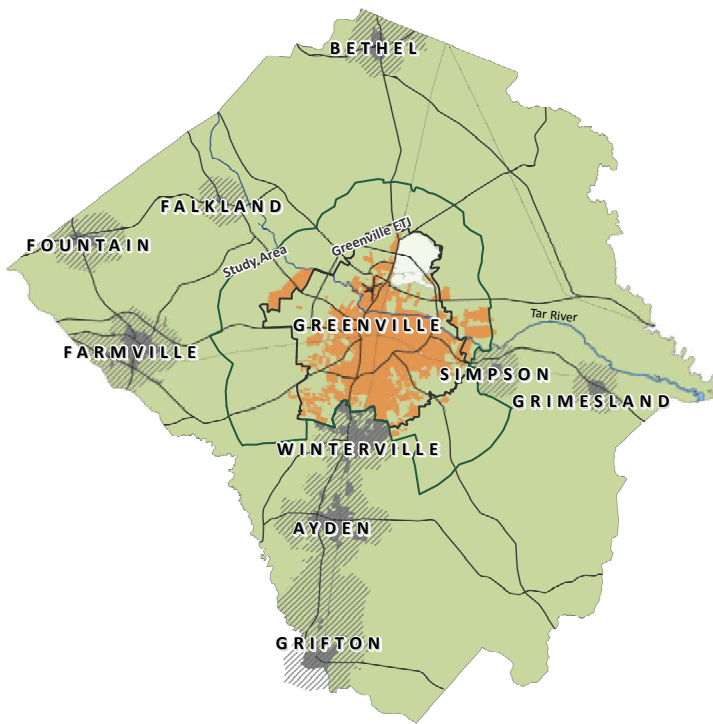 BETHEL
FALKLAND
FOUNTAIN
Study Area
Greenville ETJ
GREENVILLE
Tar River
FARMVILLE
SIMPSON
GRIMESLAND
WINTERVILLE
AYDEN
GRIFTON